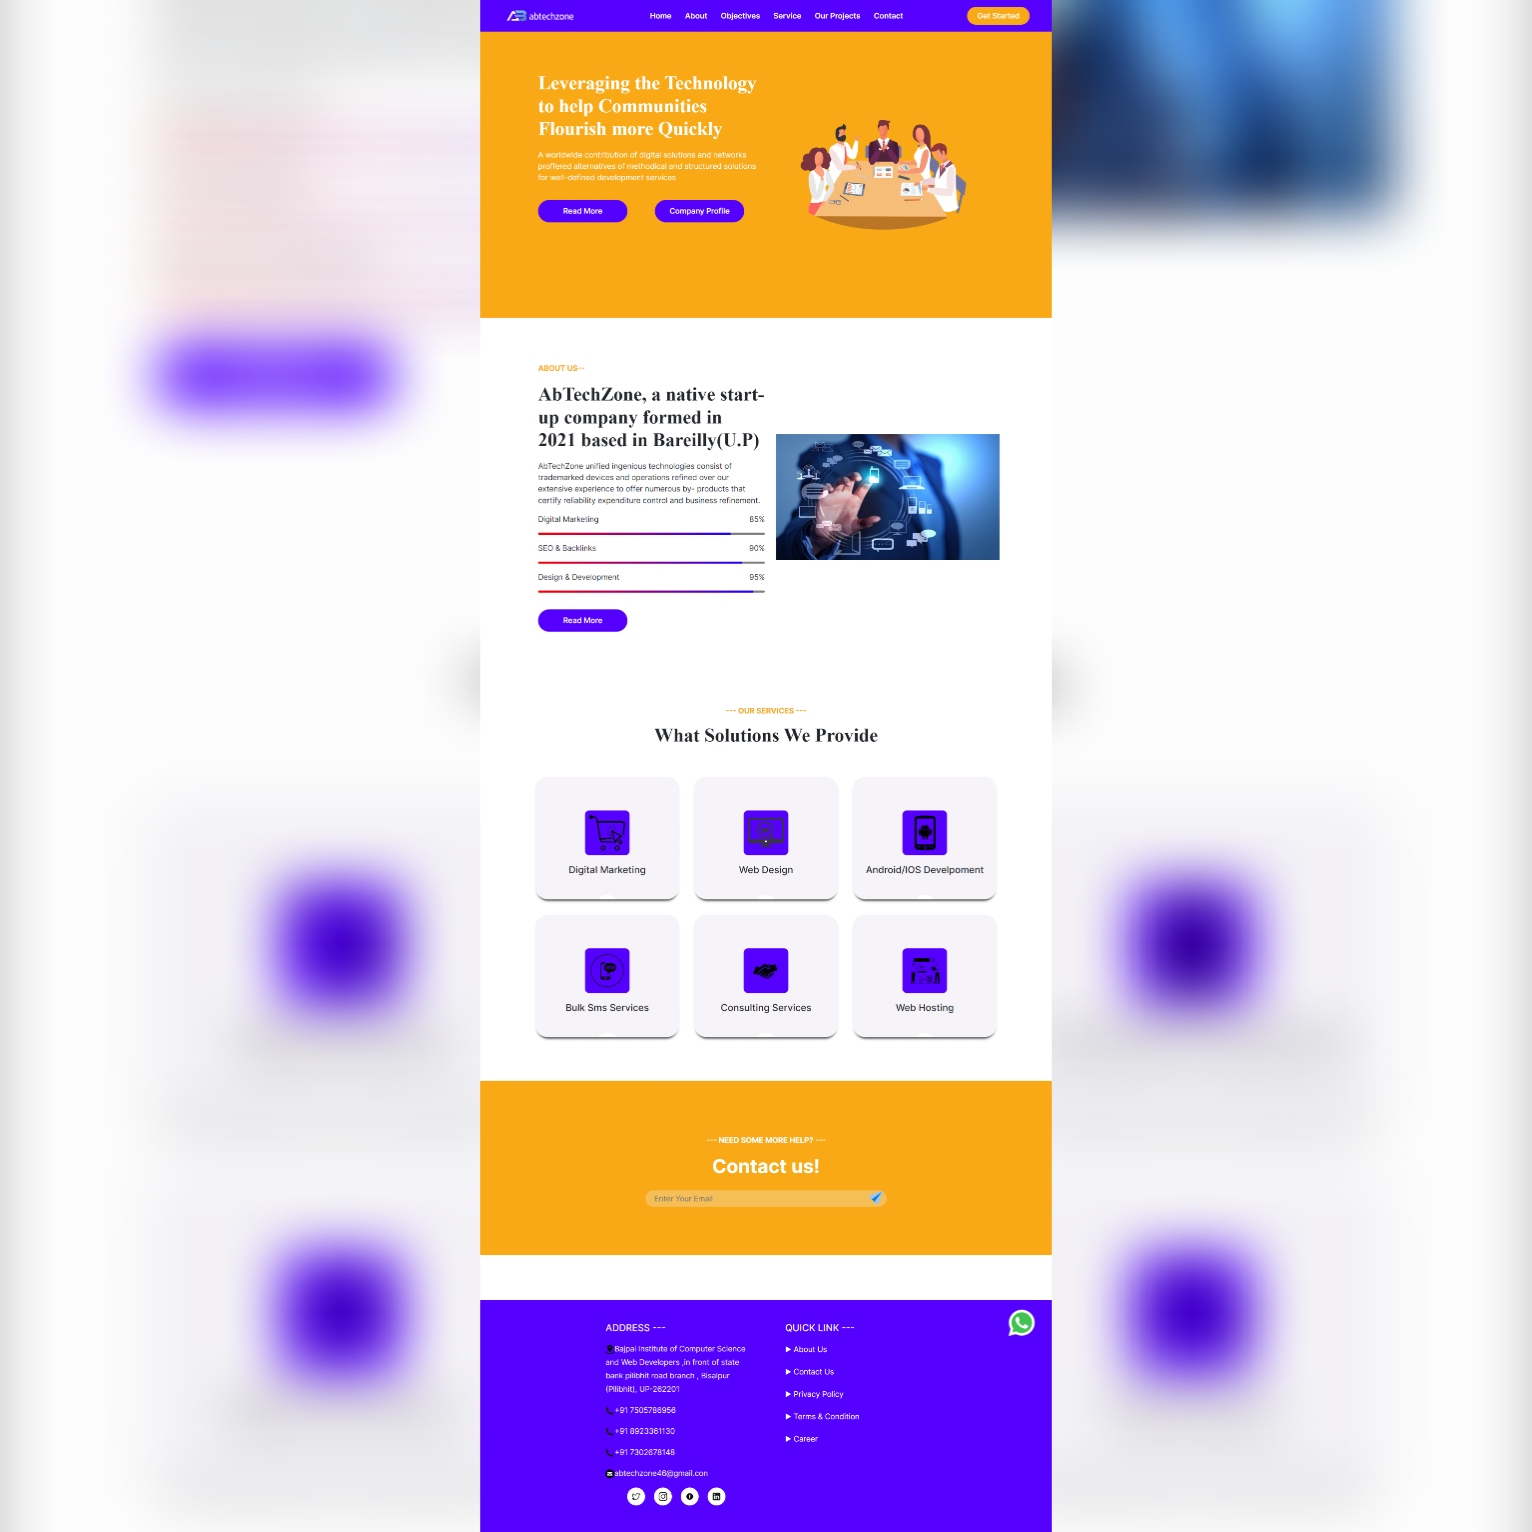 abtechzone
Home About Objectives Service Our Projects Contact
Get Started
Leveraging the Technology
to help Communities
Flourish more Quickly
A worldwide contribution of digital solutions and networks
proffered alternatives of methodical and structured solutions
for well-defined development services.
Read More
Company Profile
ABOUT US--
AbTechZone, a native start-
up company formed in
2021 based in Bareilly(U.P)
AbTechZone unified ingenious technologies consist of
trademarked devices and operations refined over our
extensive experience to offer numerous by- products that
certify reliability expenditure control and business refinement.
Digital Marketing 85%
SEO & Backlinks 90%
Design & Development 95%
Read More
--- OUR SERVICES ---
What Solutions We Provide
Digital Marketing
Web Design
Android/IOS Develpoment
Bulk Sms Services
Consulting Services
Web Hosting
--- NEED SOME MORE HELP? ---
Contact us!
Enter Your Email
ADDRESS ---
Bajpai Institute of Computer Science
and Web Developers ,in front of state
bank pilibhit road branch , Bisalpur
(Pilibhit), UP-262201
+91 7505786956
+91 8923361130
+91 7302678148
abtechzone46@gmail.con
QUICK LINK ---
About Us
Contact Us
Privacy Policy
Terms & Condition
Career